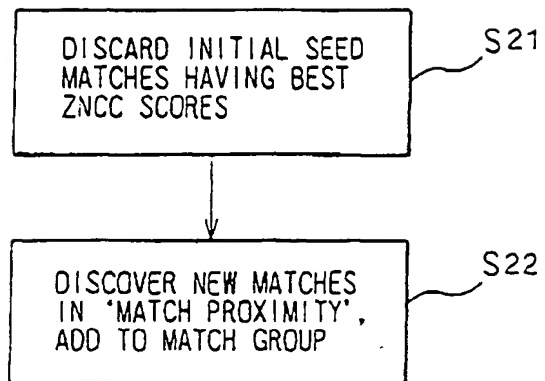 DISCARD INITIAL SEED
MATCHES HAVING BEST
ZNCC SCORES
S21
DISCOVER NEW MATCHES
IN 'MATCH PROXIMITY',
ADD TO MATCH GROUP
S22